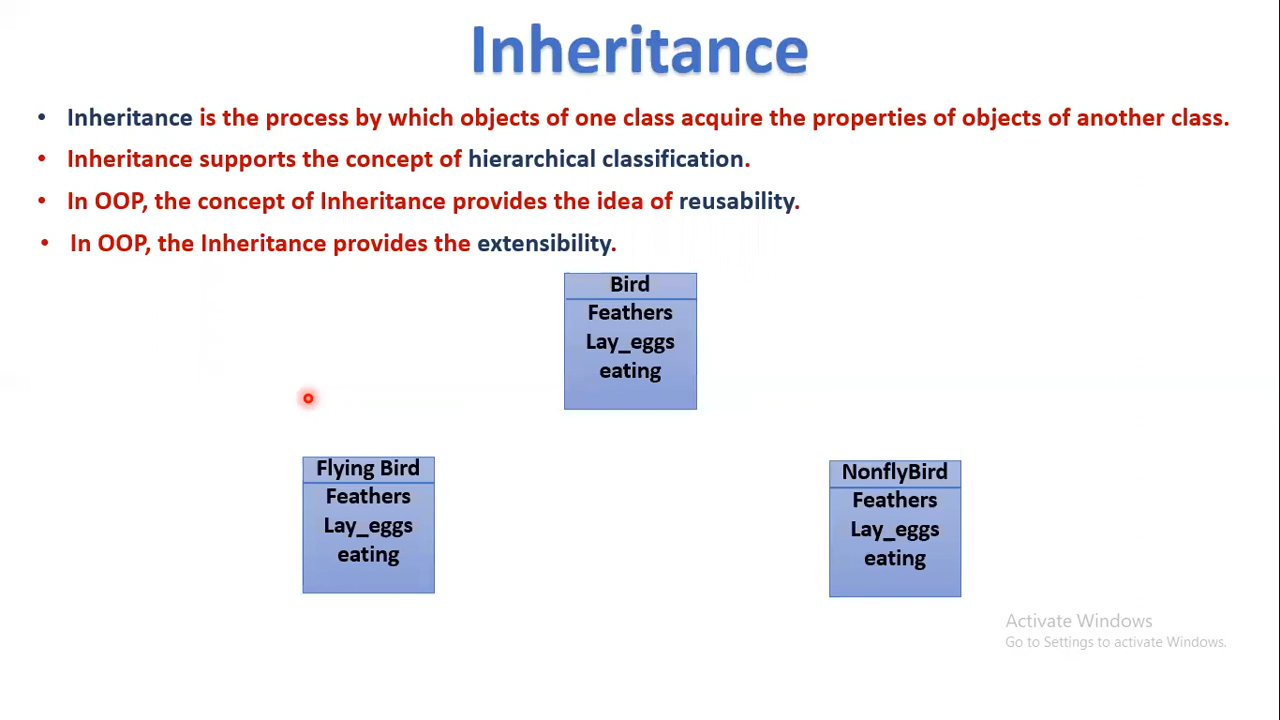 Inheritance
• Inheritance is the process by which objects of one class acquire the properties of objects of another class.
• Inheritance supports the concept of hierarchical classification.
• In OOP, the concept of Inheritance provides the idea of reusability.
• In OOP, the Inheritance provides the extensibility.
Bird
Feathers
Lay_eggs
eating
Flying Bird
Feathers
Lay_eggs
eating
NonflyBird
Feathers
Lay_eggs
eating
Activate Windows
Go to Settings to activate Windows.